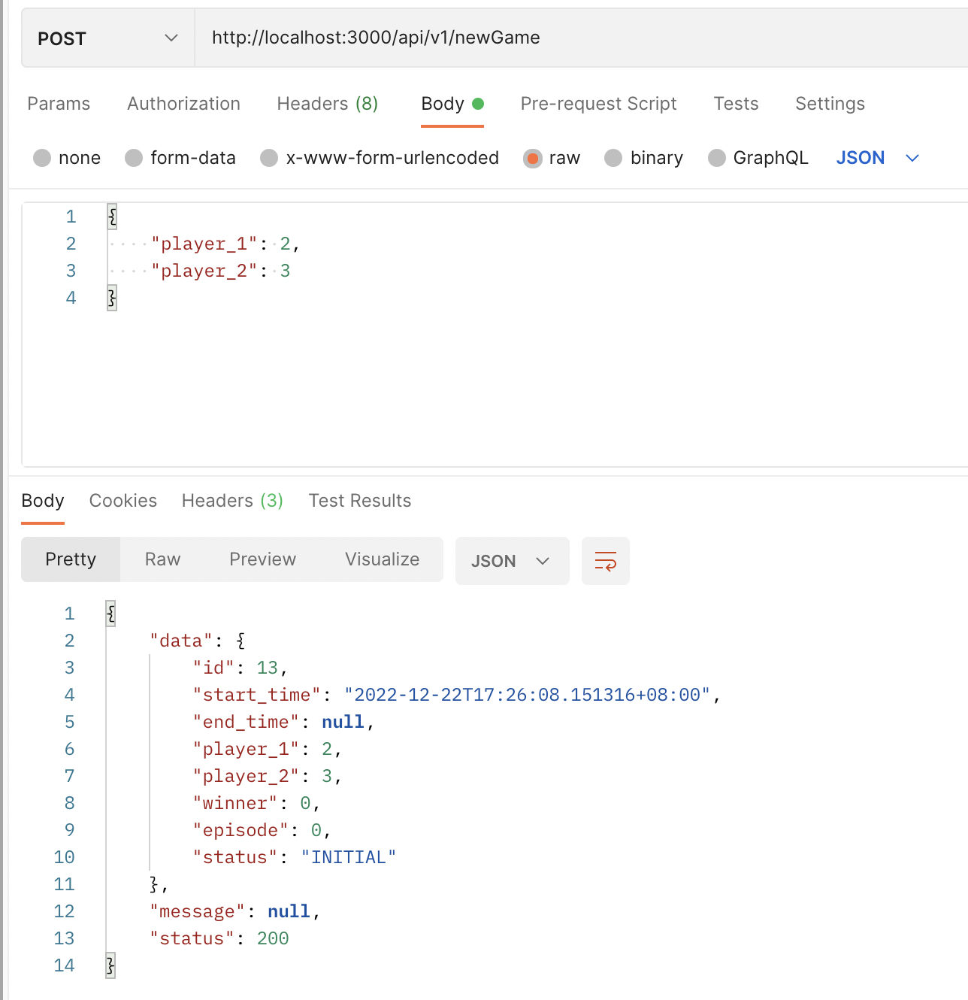 POST http://localhost:3000/api/v1/newGame
Params Authorization Headers (8) Body Pre-request Script Tests Settings
none form-data x-www-form-urlencoded raw binary GraphQL JSON
1 {
2 "player_1": 2,
3 "player_2": 3
4 }
Body Cookies Headers (3) Test Results
Pretty Raw Preview Visualize JSON
1 {
2 "data": {
3 "id": 13,
4 "start_time": "2022-12-22T17:26:08.151316+08:00",
5 "end_time": null,
6 "player_1": 2,
7 "player_2": 3,
8 "winner": 0,
9 "episode": 0,
10 "status": "INITIAL"
11 },
12 "message": null,
13 "status": 200
14 }